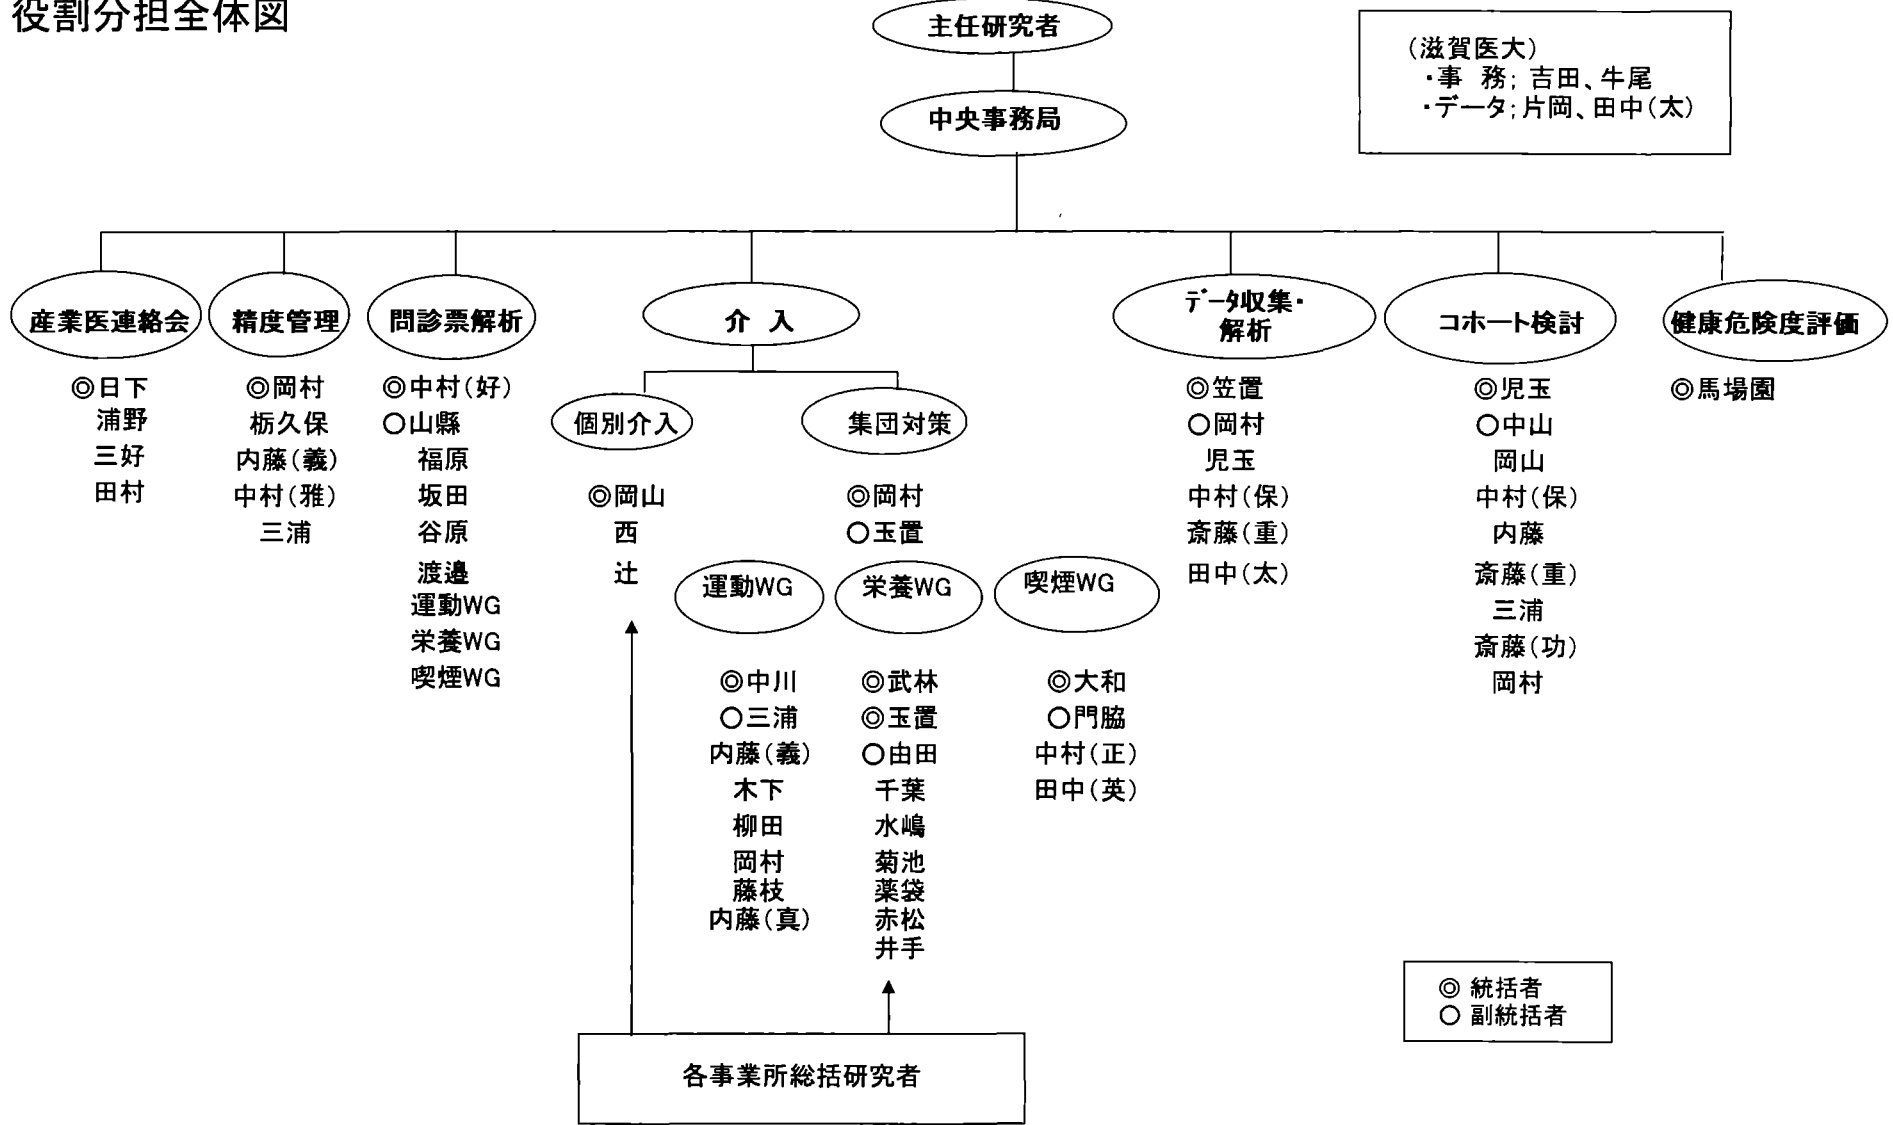 役割分担全体図
主任研究者
中央事務局
(滋賀医大)
・事 務; 吉田、牛尾
・データ; 片岡、田中(太)
産業医連絡会
◎日下
浦野
三好
田村
精度管理
◎岡村
栃久保
内藤(義)
中村(雅)
三浦
問診票解析
◎中村(好)
○山縣
福原
坂田
谷原
渡邉
運動WG
栄養WG
喫煙WG
介 入
個別介入
◎岡山
西
辻
集団対策
◎岡村
○玉置
運動WG
◎中川
○三浦
内藤(義)
木下
柳田
岡村
藤枝
内藤(真)
栄養WG
◎武林
◎玉置
○由田
千葉
水嶋
菊池
薬袋
赤松
井手
喫煙WG
◎大和
○門脇
中村(正)
田中(英)
データ収集・
解析
◎笠置
○岡村
児玉
中村(保)
斎藤(重)
田中(太)
コホート検討
◎児玉
○中山
岡山
中村(保)
内藤
斎藤(重)
三浦
斎藤(功)
岡村
健康危険度評価
◎馬場園
各事業所総括研究者
◎ 統括者
○ 副統括者